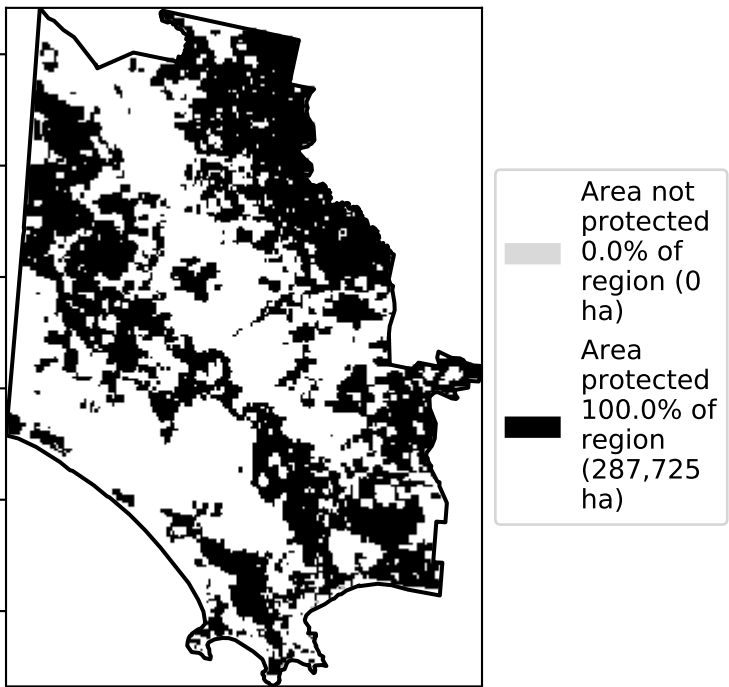 Area not
protected
0.0% of
region (0
ha)
Area
protected
100.0% of
region
(287,725
ha)